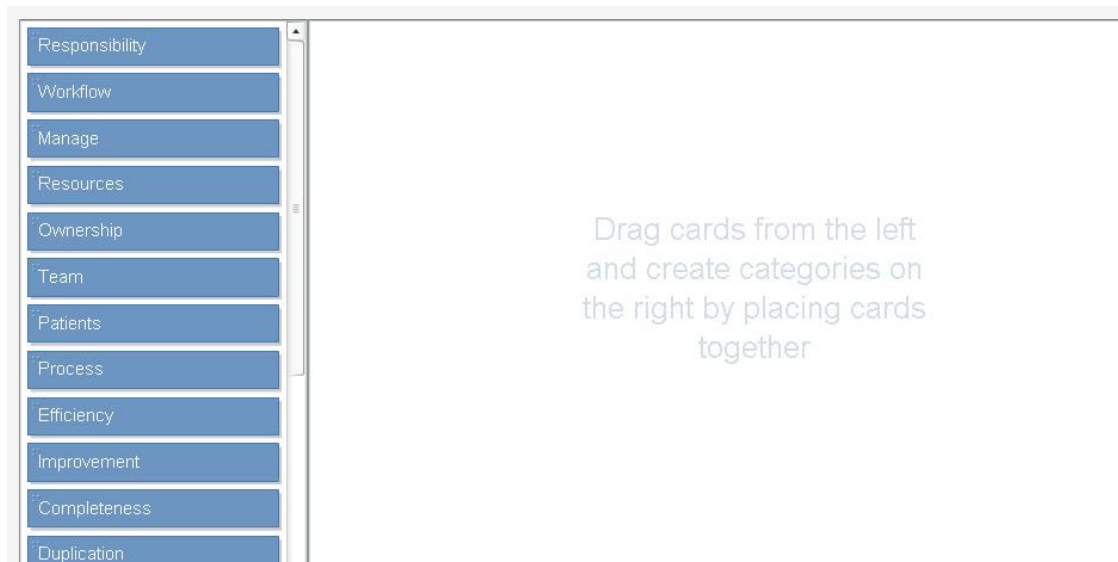 Responsibility
Workflow
Manage
Resources
Ownership
Team
Patients
Process
Efficiency
Improvement
Completeness
Duplication
Drag cards from the left
and create categories on
the right by placing cards
together